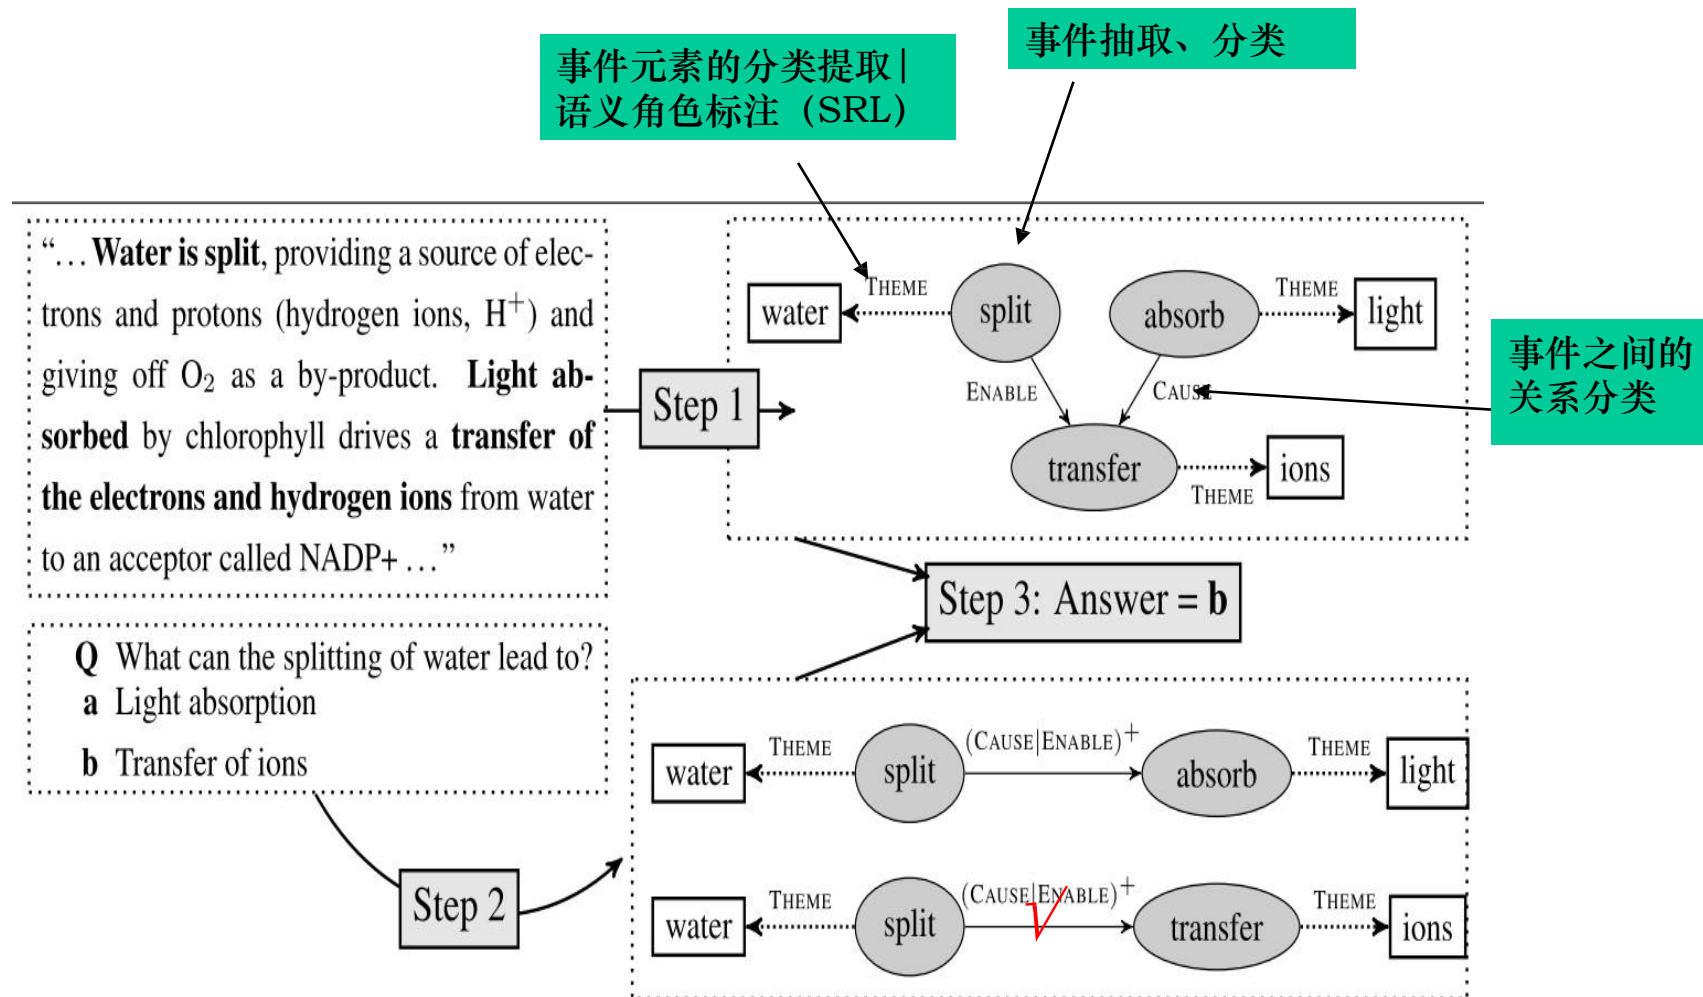 事件元素的分类提取|
语义角色标注（SRL）
事件抽取、分类
“… Water is split, providing a source of elec-
trons and protons (hydrogen ions, H⁺) and
giving off O₂ as a by-product. Light ab-
sorbed by chlorophyll drives a transfer of
the electrons and hydrogen ions from water
to an acceptor called NADP+ …”
Step 1
water
THEME
split
absorb
THEME
light
ENABLE
CAUSE
transfer
THEME
ions
事件之间的
关系分类
Step 3: Answer = b
Q What can the splitting of water lead to?
a Light absorption
b Transfer of ions
Step 2
water
THEME
split
(CAUSE|ENABLE)⁺
absorb
THEME
light
water
THEME
split
(CAUSE|ENABLE)⁺
transfer
THEME
ions